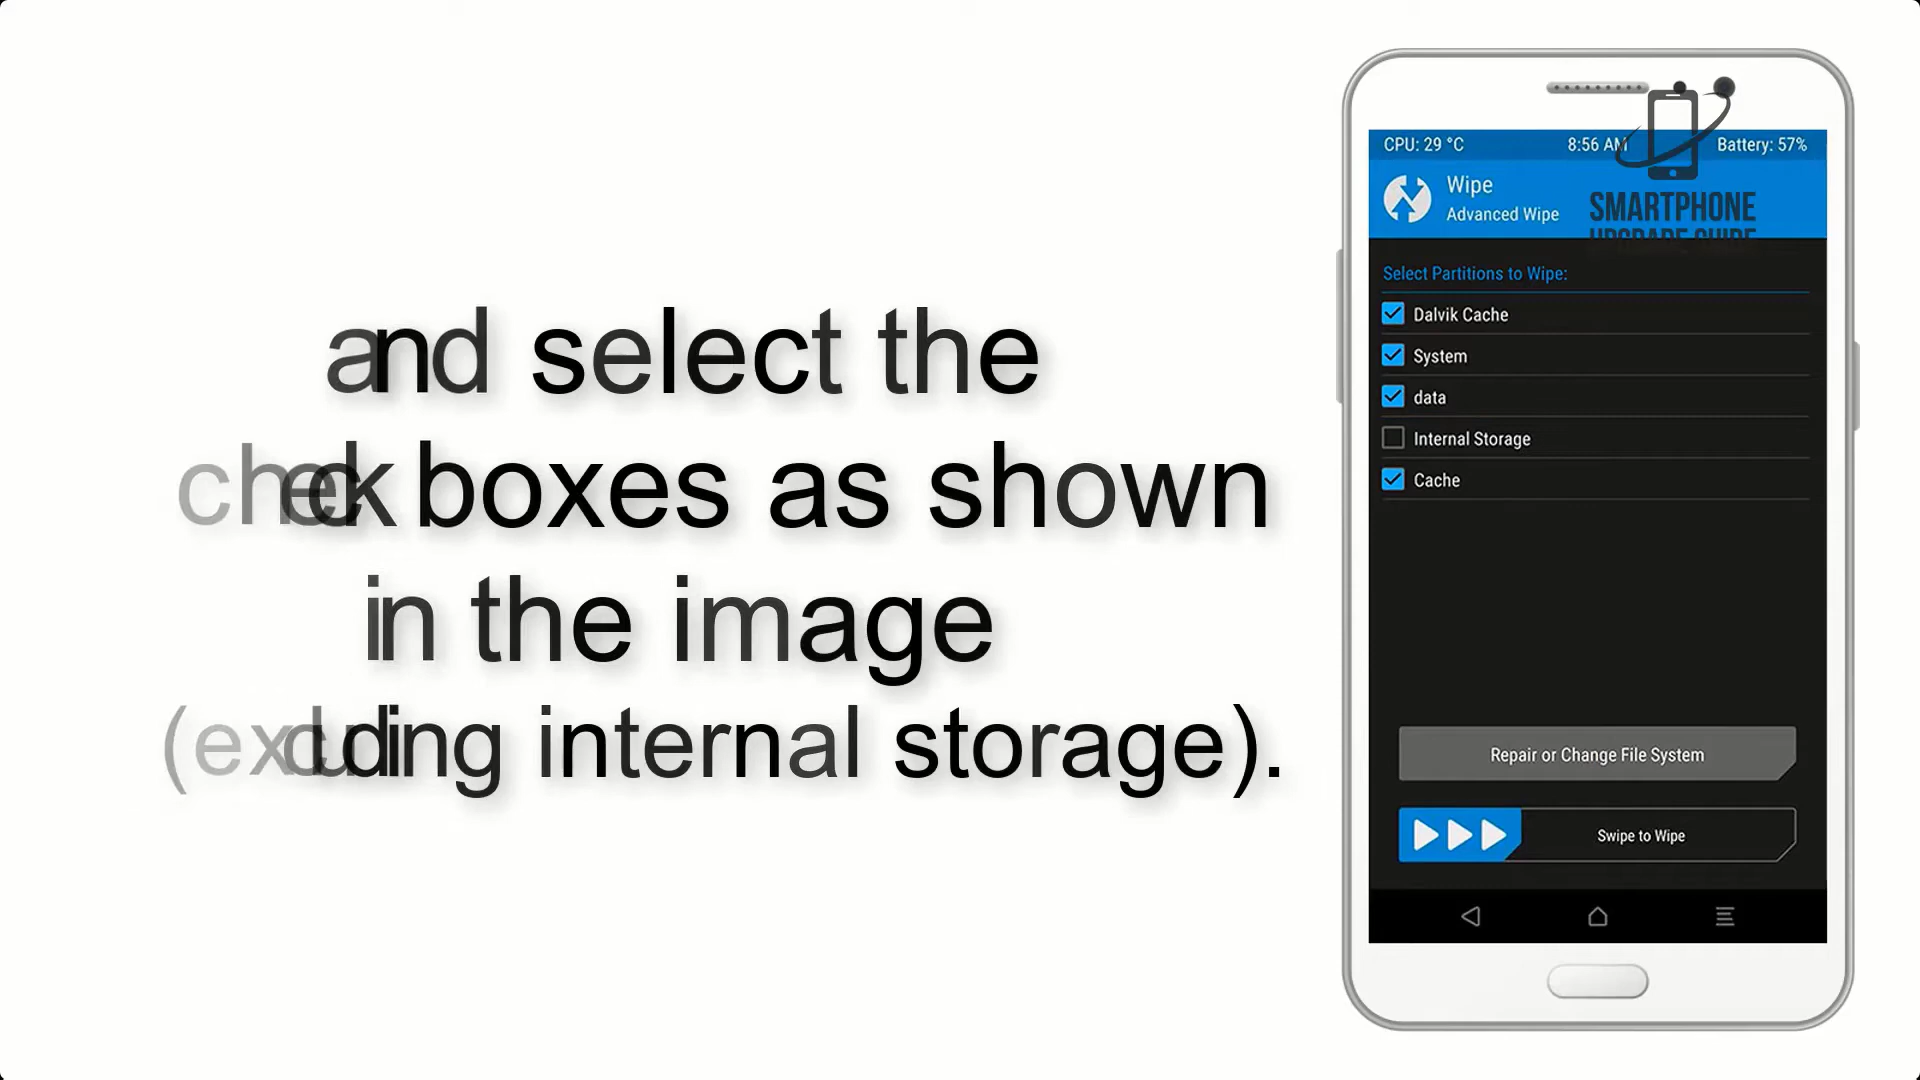 and select the
check boxes as shown
in the image
(excluding internal storage).
CPU: 29 °C 8:56 AM Battery: 57%
Wipe
Advanced Wipe
SMARTPHONE
UPGRADE GUIDE
Select Partitions to Wipe:
Dalvik Cache
System
data
Internal Storage
Cache
Repair or Change File System
Swipe to Wipe